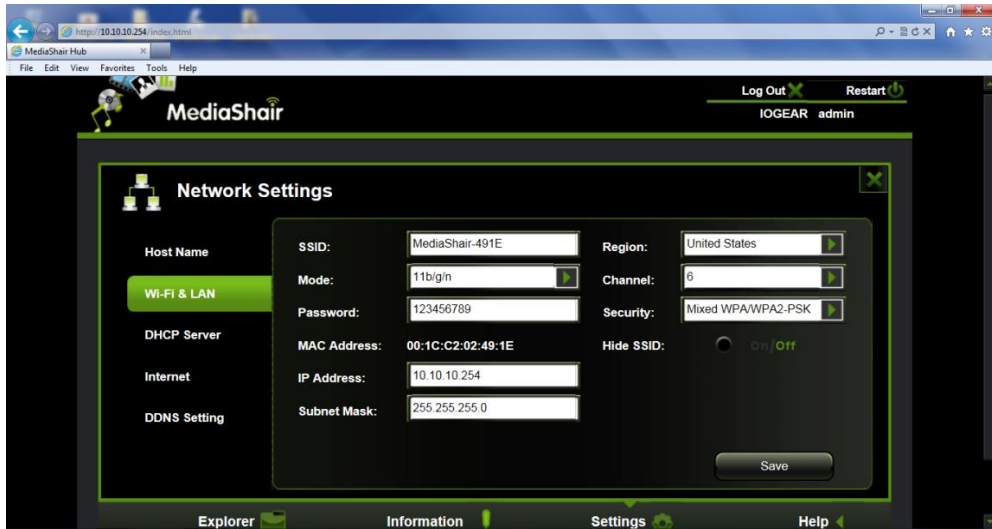 http://10.10.10.254/index.html
MediaShair Hub
File Edit View Favorites Tools Help
MediaShair
Log Out Restart
IOGEAR admin
Network Settings
Host Name
Wi-Fi & LAN
DHCP Server
Internet
DDNS Setting
SSID: MediaShair-491E Region: United States
Mode: 11b/g/n Channel: 6
Password: 123456789 Security: Mixed WPA/WPA2-PSK
MAC Address: 00:1C:C2:02:49:1E Hide SSID: On/Off
IP Address: 10.10.10.254
Subnet Mask: 255.255.255.0
Save
Explorer Information Settings Help